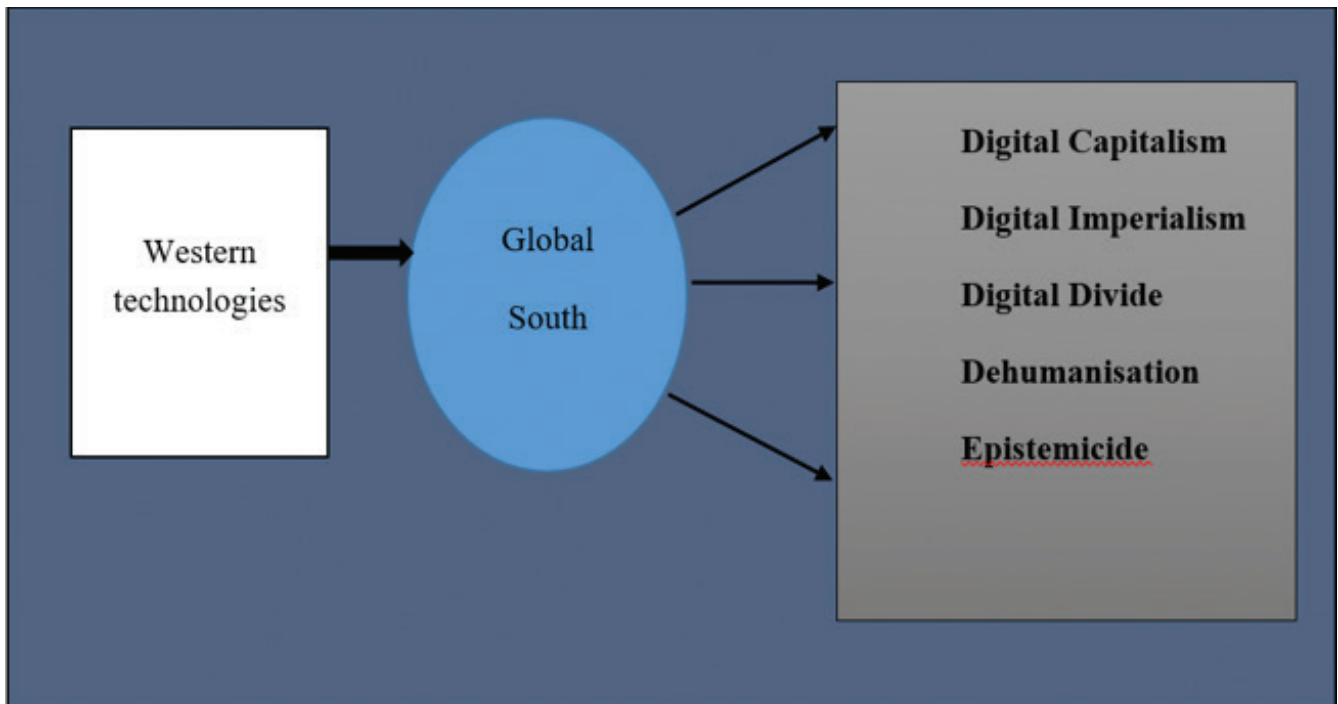 Western
technologies
Global
South
Digital Capitalism
Digital Imperialism
Digital Divide
Dehumanisation
Epistemicide